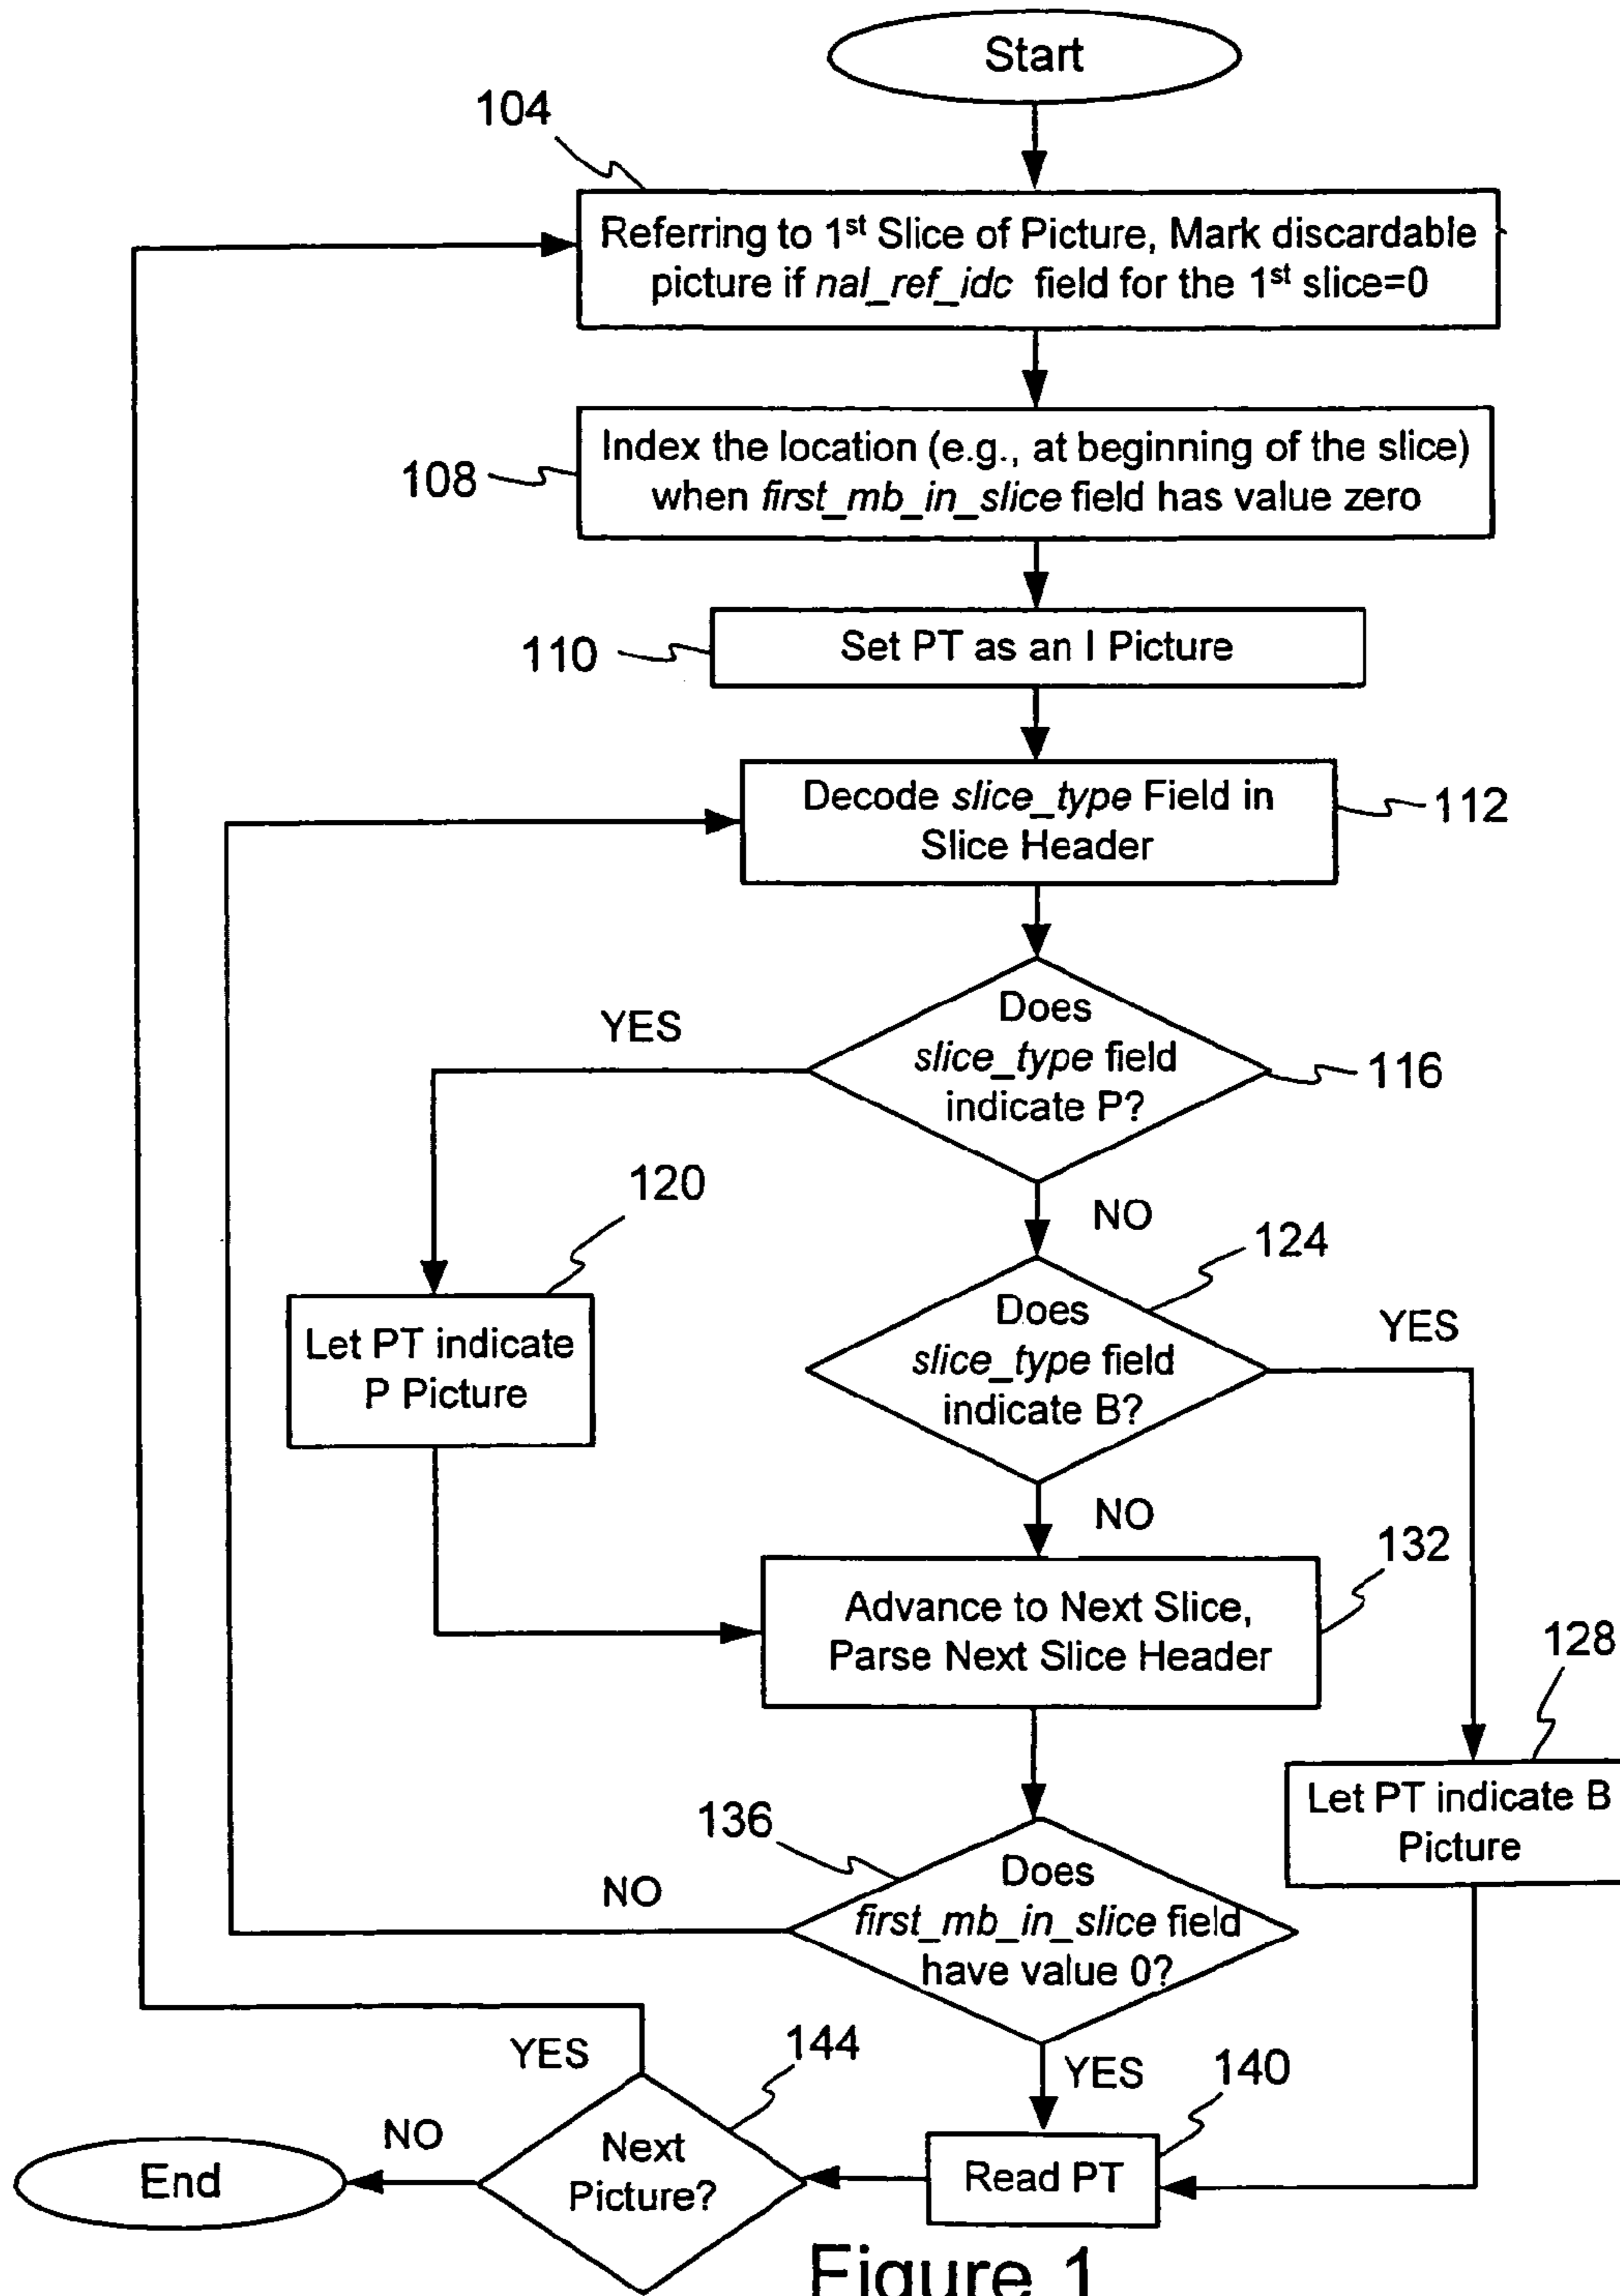 Start
104
Referring to 1st Slice of Picture, Mark discardable
picture if nal_ref_idc field for the 1st slice=0
108
Index the location (e.g., at beginning of the slice)
when first_mb_in_slice field has value zero
110
Set PT as an I Picture
Decode slice_type Field in
Slice Header
112
Does
slice_type field
indicate P?
YES
116
120
NO
124
Let PT indicate
P Picture
Does
slice_type field
indicate B?
YES
NO
132
Advance to Next Slice,
Parse Next Slice Header
128
Let PT indicate B
Picture
136
Does
first_mb_in_slice field
have value 0?
NO
YES
144
YES
140
NO
End
Next
Picture?
Read PT
Figure 1